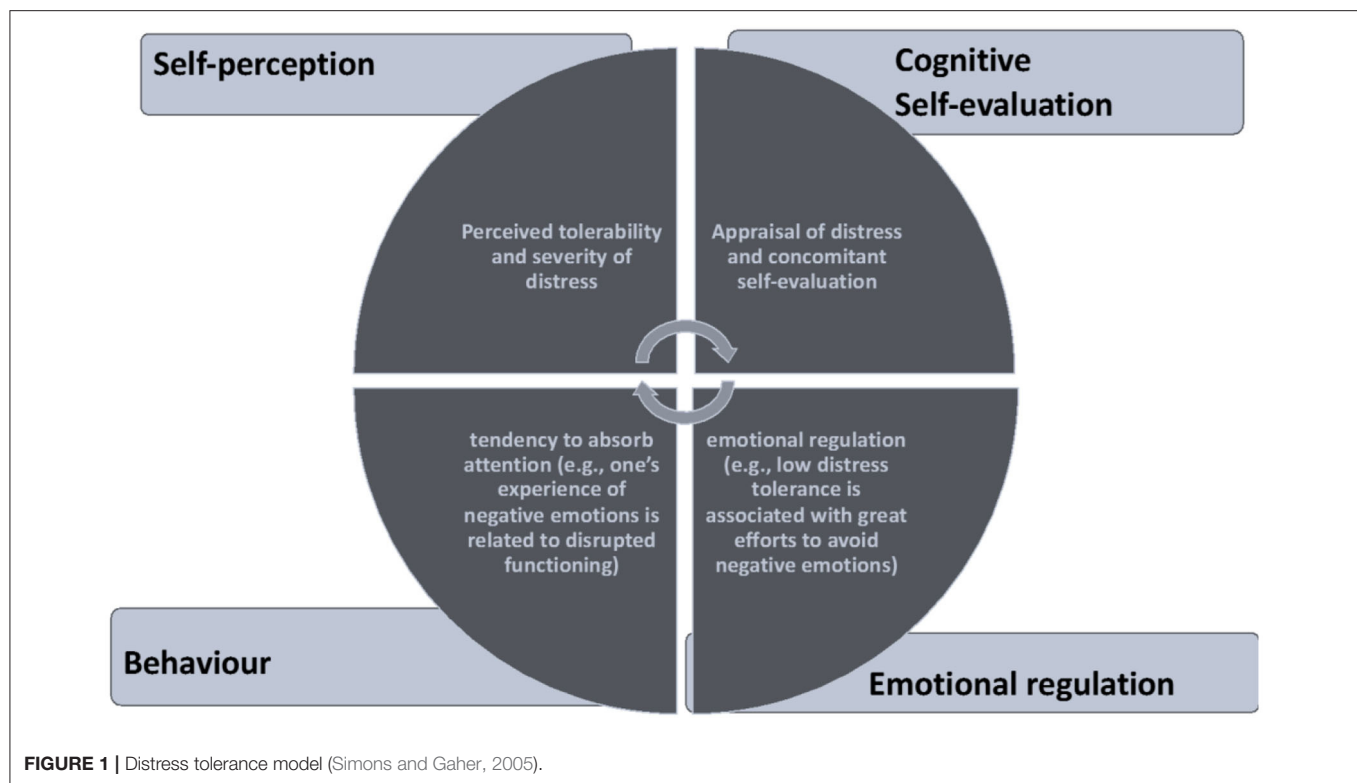 Self-perception
Cognitive
Self-evaluation
Perceived tolerability
and severity of
distress
Appraisal of distress
and concomitant
self-evaluation
tendency to absorb
attention (e.g., one's
experience of
negative emotions is
related to disrupted
functioning)
emotional regulation
(e.g., low distress
tolerance is
associated with great
efforts to avoid
negative emotions)
Behaviour
Emotional regulation
FIGURE 1 | Distress tolerance model (Simons and Gaher, 2005).